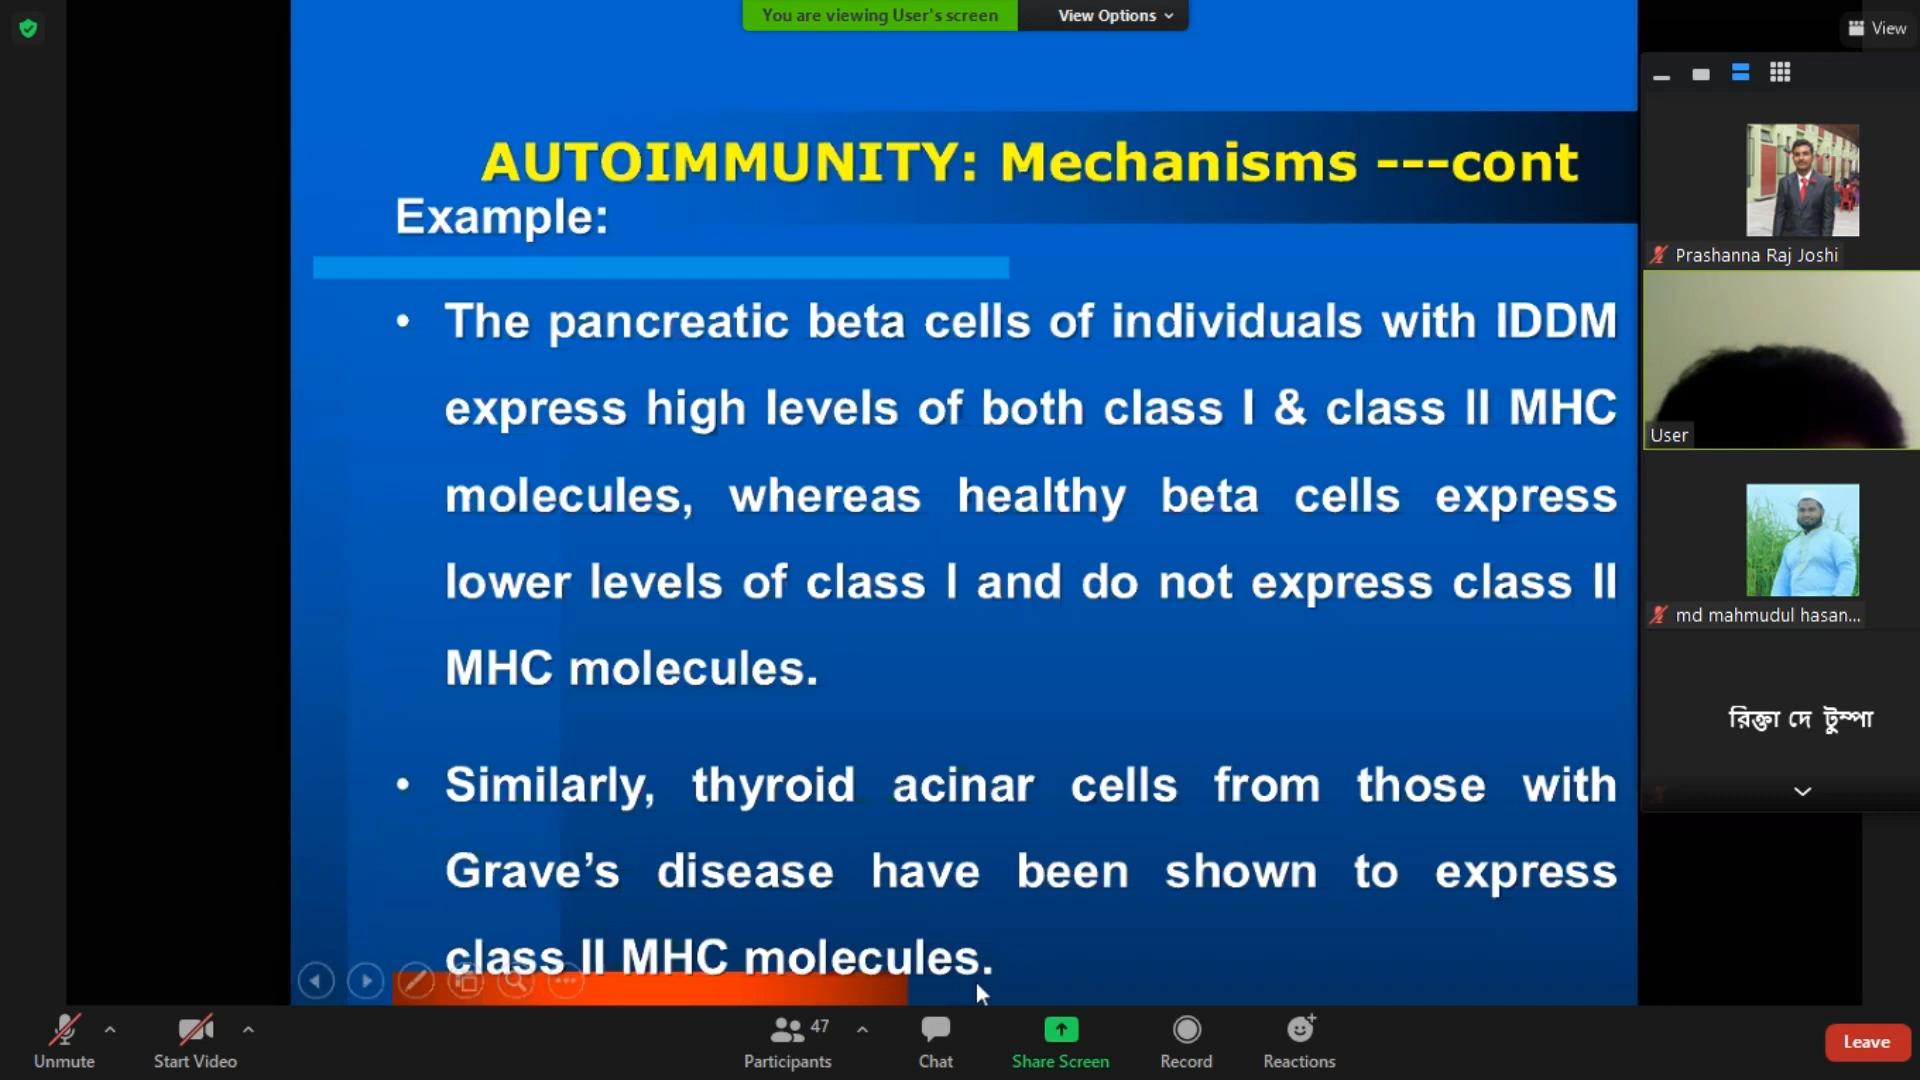 You are viewing User's screen
View Options
View
AUTOIMMUNITY: Mechanisms ---cont
Example:
• The pancreatic beta cells of individuals with IDDM
express high levels of both class I & class II MHC
molecules, whereas healthy beta cells express
lower levels of class I and do not express class II
MHC molecules.
• Similarly, thyroid acinar cells from those with
Grave’s disease have been shown to express
class II MHC molecules.
Prashanna Raj Joshi
User
md mahmudul hasan...
রিক্তা দে টুম্পা
Unmute
Start Video
47
Participants
Chat
Share Screen
Record
Reactions
Leave